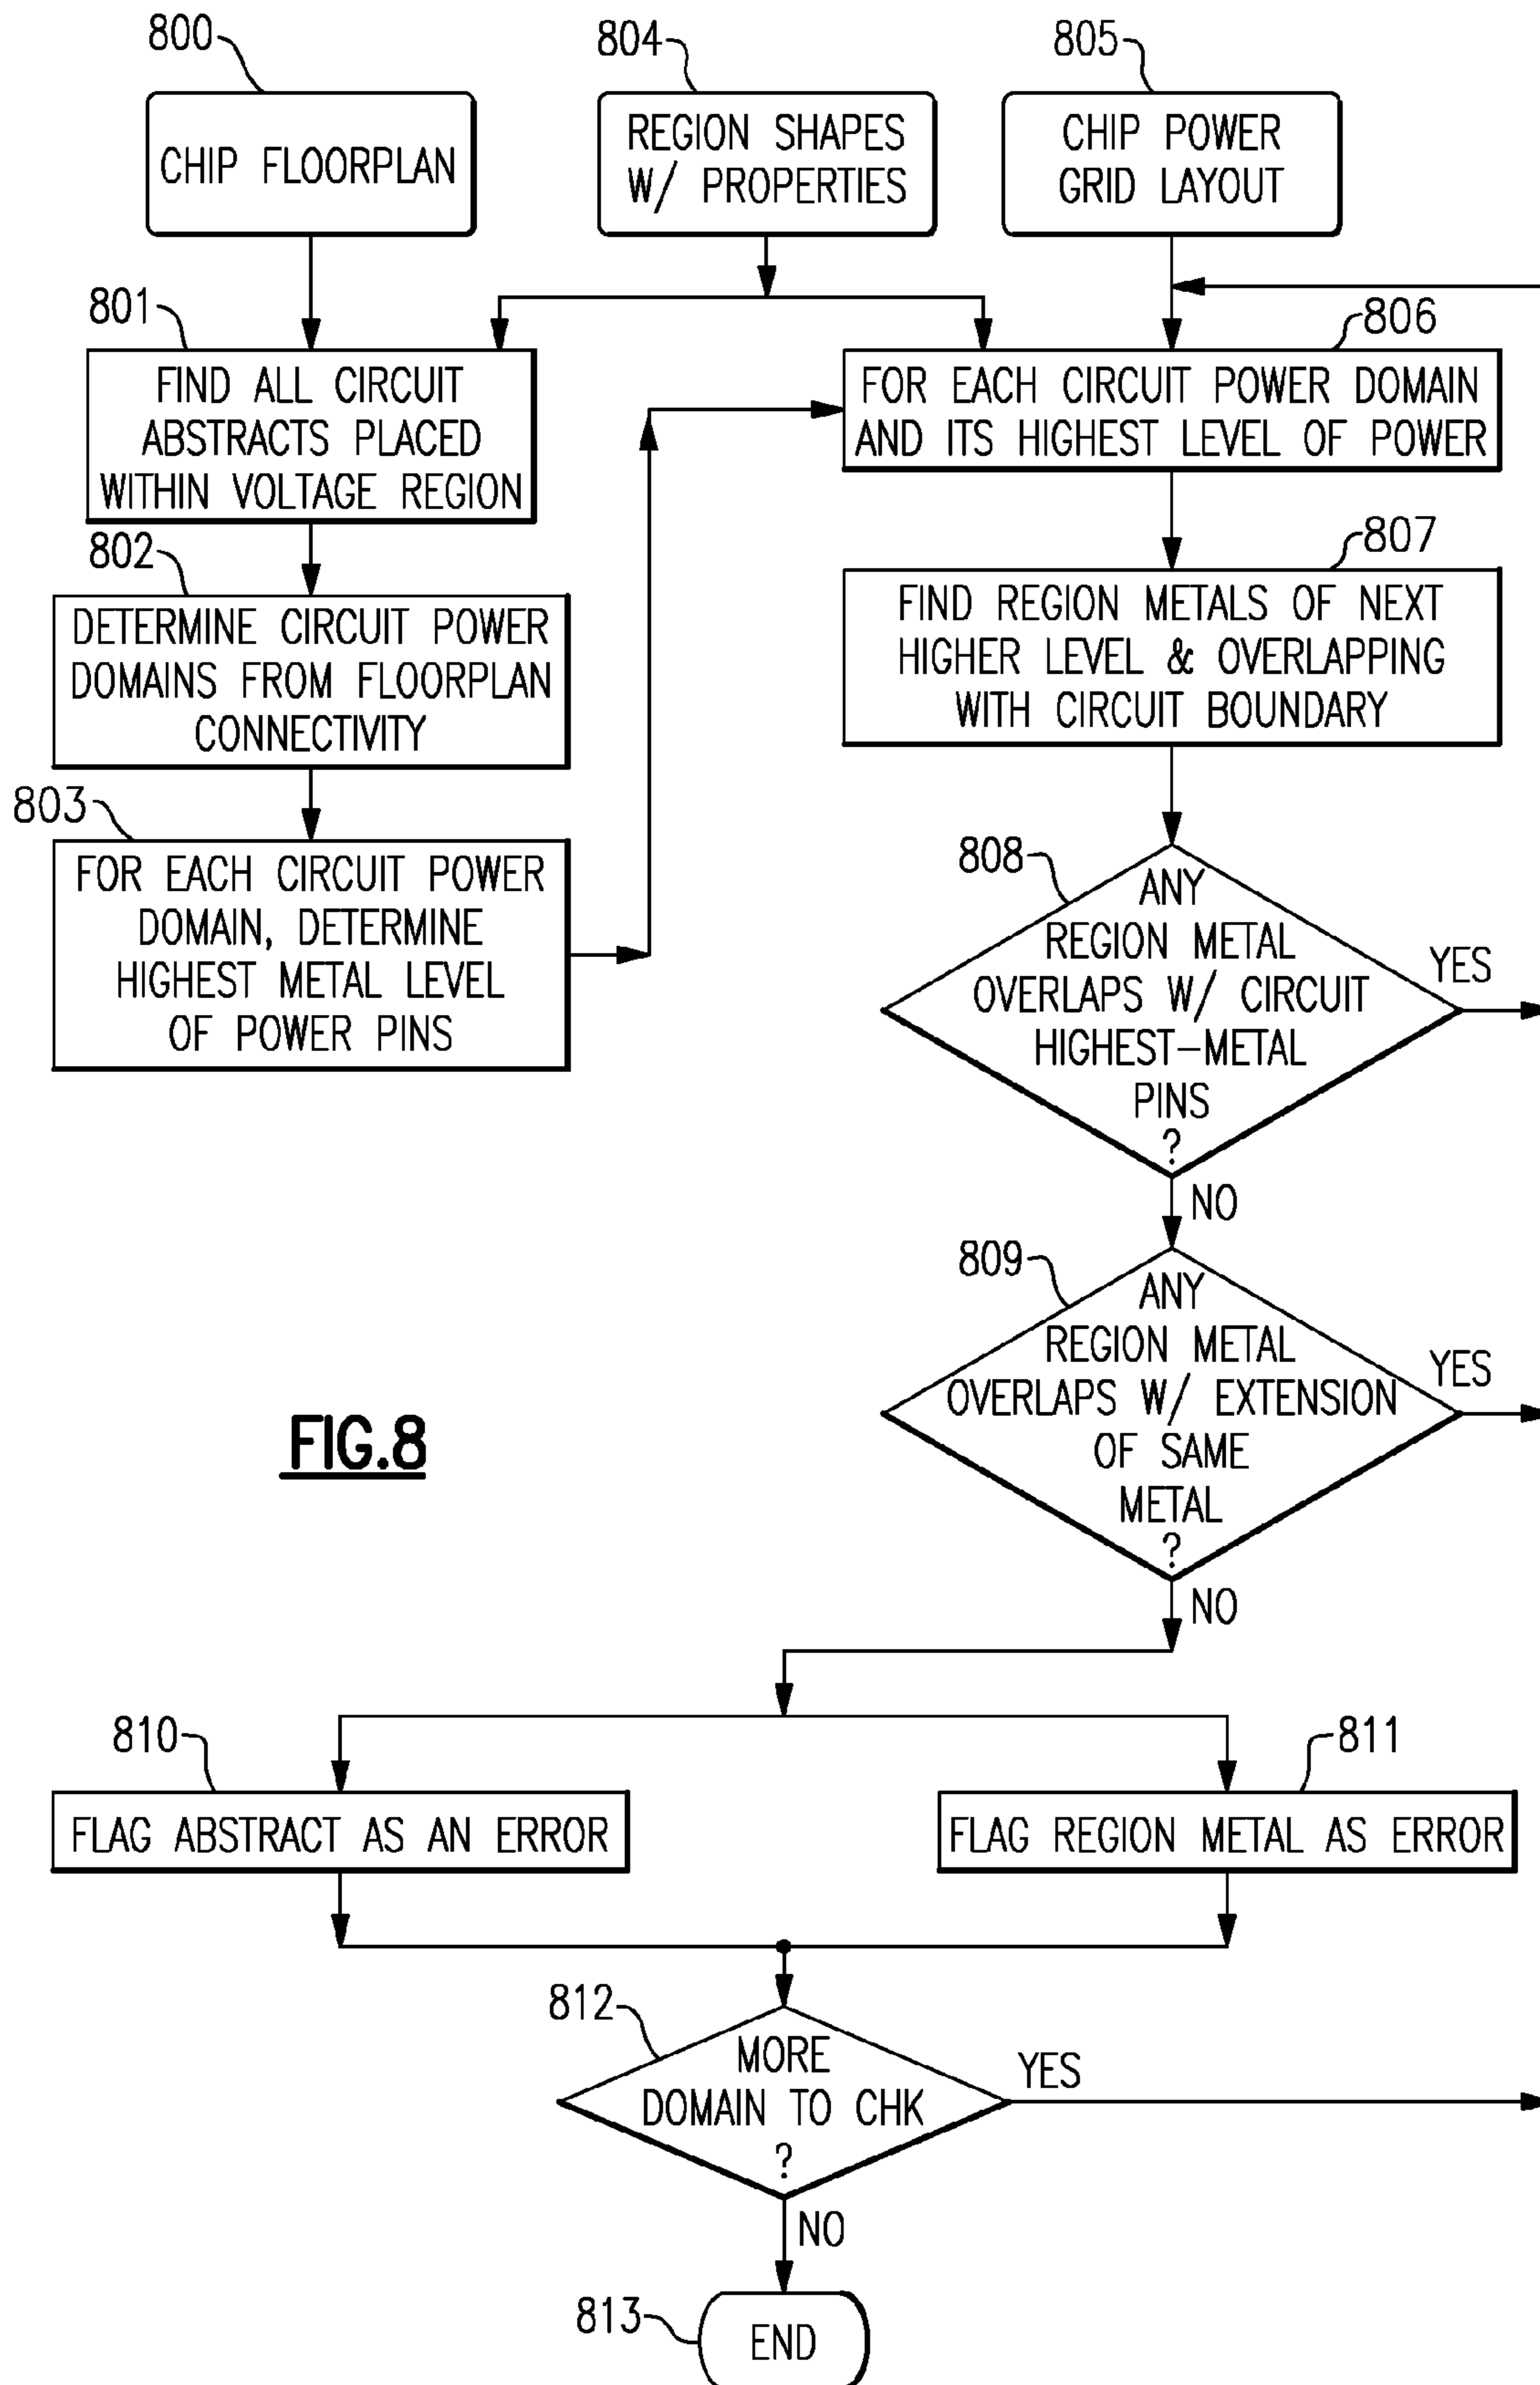 800
804
805
CHIP FLOORPLAN
REGION SHAPES
W/ PROPERTIES
CHIP POWER
GRID LAYOUT
801
FIND ALL CIRCUIT
ABSTRACTS PLACED
WITHIN VOLTAGE REGION
806
FOR EACH CIRCUIT POWER DOMAIN
AND ITS HIGHEST LEVEL OF POWER
802
DETERMINE CIRCUIT POWER
DOMAINS FROM FLOORPLAN
CONNECTIVITY
807
FIND REGION METALS OF NEXT
HIGHER LEVEL & OVERLAPPING
WITH CIRCUIT BOUNDARY
803
FOR EACH CIRCUIT POWER
DOMAIN, DETERMINE
HIGHEST METAL LEVEL
OF POWER PINS
808
ANY
REGION METAL
OVERLAPS W/ CIRCUIT
HIGHEST-METAL
PINS
?
YES
NO
809
ANY
REGION METAL
OVERLAPS W/ EXTENSION
OF SAME
METAL
?
YES
NO
FIG.8
810
FLAG ABSTRACT AS AN ERROR
811
FLAG REGION METAL AS ERROR
812
MORE
DOMAIN TO CHK
?
YES
NO
813
END